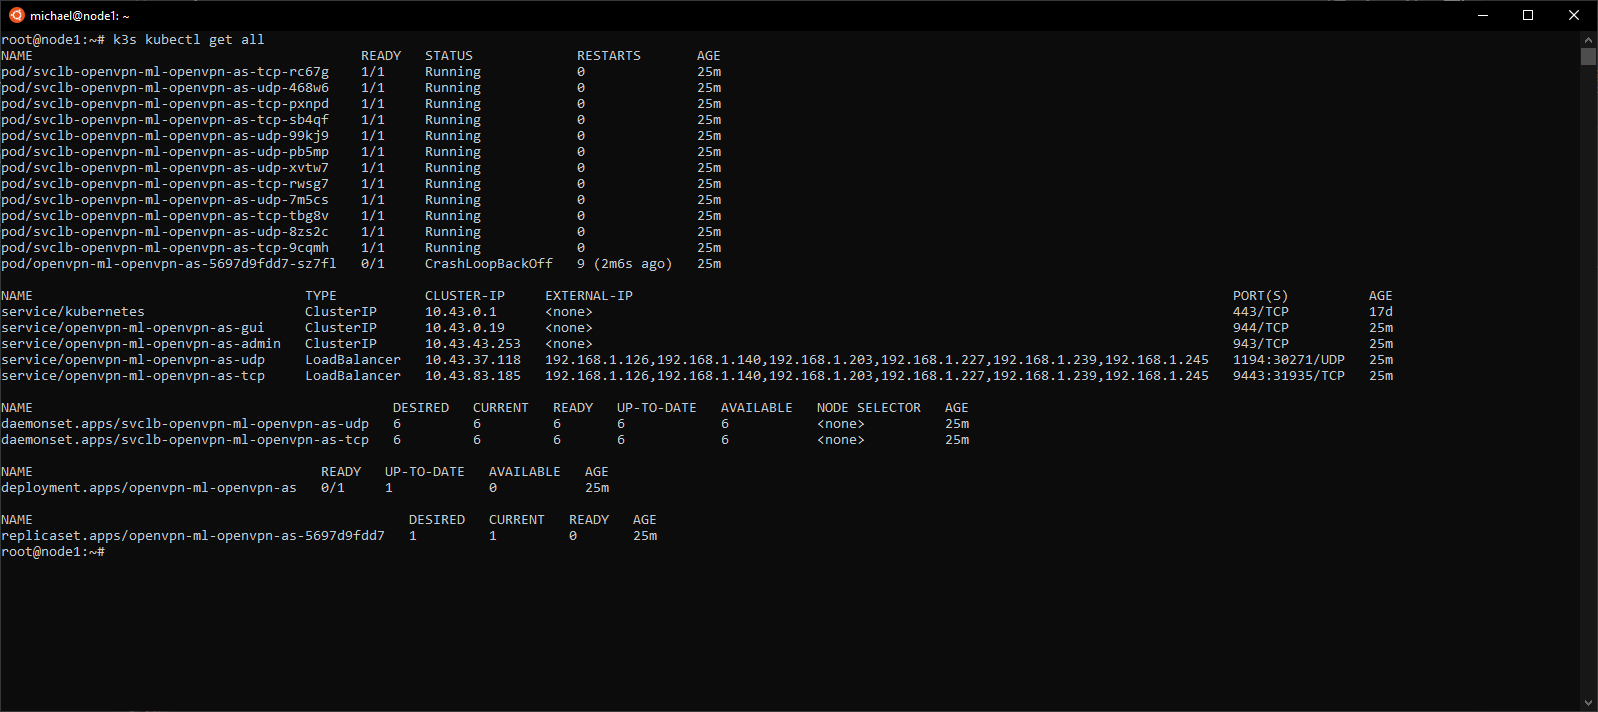 michael@node1: ~
root@node1:~# k3s kubectl get all
NAME READY STATUS RESTARTS AGE
pod/svclb-openvpn-ml-openvpn-as-tcp-rc67g 1/1 Running 0 25m
pod/svclb-openvpn-ml-openvpn-as-udp-468w6 1/1 Running 0 25m
pod/svclb-openvpn-ml-openvpn-as-tcp-pxnpd 1/1 Running 0 25m
pod/svclb-openvpn-ml-openvpn-as-tcp-sb4qf 1/1 Running 0 25m
pod/svclb-openvpn-ml-openvpn-as-udp-99kj9 1/1 Running 0 25m
pod/svclb-openvpn-ml-openvpn-as-udp-pb5mp 1/1 Running 0 25m
pod/svclb-openvpn-ml-openvpn-as-udp-xvtw7 1/1 Running 0 25m
pod/svclb-openvpn-ml-openvpn-as-tcp-rwsg7 1/1 Running 0 25m
pod/svclb-openvpn-ml-openvpn-as-udp-7m5cs 1/1 Running 0 25m
pod/svclb-openvpn-ml-openvpn-as-tcp-tbg8v 1/1 Running 0 25m
pod/svclb-openvpn-ml-openvpn-as-udp-8zs2c 1/1 Running 0 25m
pod/svclb-openvpn-ml-openvpn-as-tcp-9cqmh 1/1 Running 0 25m
pod/openvpn-ml-openvpn-as-5697d9fdd7-sz7fl 0/1 CrashLoopBackOff 9 (2m6s ago) 25m
NAME TYPE CLUSTER-IP EXTERNAL-IP PORT(S) AGE
service/kubernetes ClusterIP 10.43.0.1 <none> 443/TCP 17d
service/openvpn-ml-openvpn-as-gui ClusterIP 10.43.0.19 <none> 944/TCP 25m
service/openvpn-ml-openvpn-as-admin ClusterIP 10.43.43.253 <none> 943/TCP 25m
service/openvpn-ml-openvpn-as-udp LoadBalancer 10.43.37.118 192.168.1.126,192.168.1.140,192.168.1.203,192.168.1.227,192.168.1.239,192.168.1.245 1194:30271/UDP 25m
service/openvpn-ml-openvpn-as-tcp LoadBalancer 10.43.83.185 192.168.1.126,192.168.1.140,192.168.1.203,192.168.1.227,192.168.1.239,192.168.1.245 9443:31935/TCP 25m
NAME DESIRED CURRENT READY UP-TO-DATE AVAILABLE NODE SELECTOR AGE
daemonset.apps/svclb-openvpn-ml-openvpn-as-udp 6 6 6 6 6 <none> 25m
daemonset.apps/svclb-openvpn-ml-openvpn-as-tcp 6 6 6 6 6 <none> 25m
NAME READY UP-TO-DATE AVAILABLE AGE
deployment.apps/openvpn-ml-openvpn-as 0/1 1 0 25m
NAME DESIRED CURRENT READY AGE
replicaset.apps/openvpn-ml-openvpn-as-5697d9fdd7 1 1 0 25m
root@node1:~#